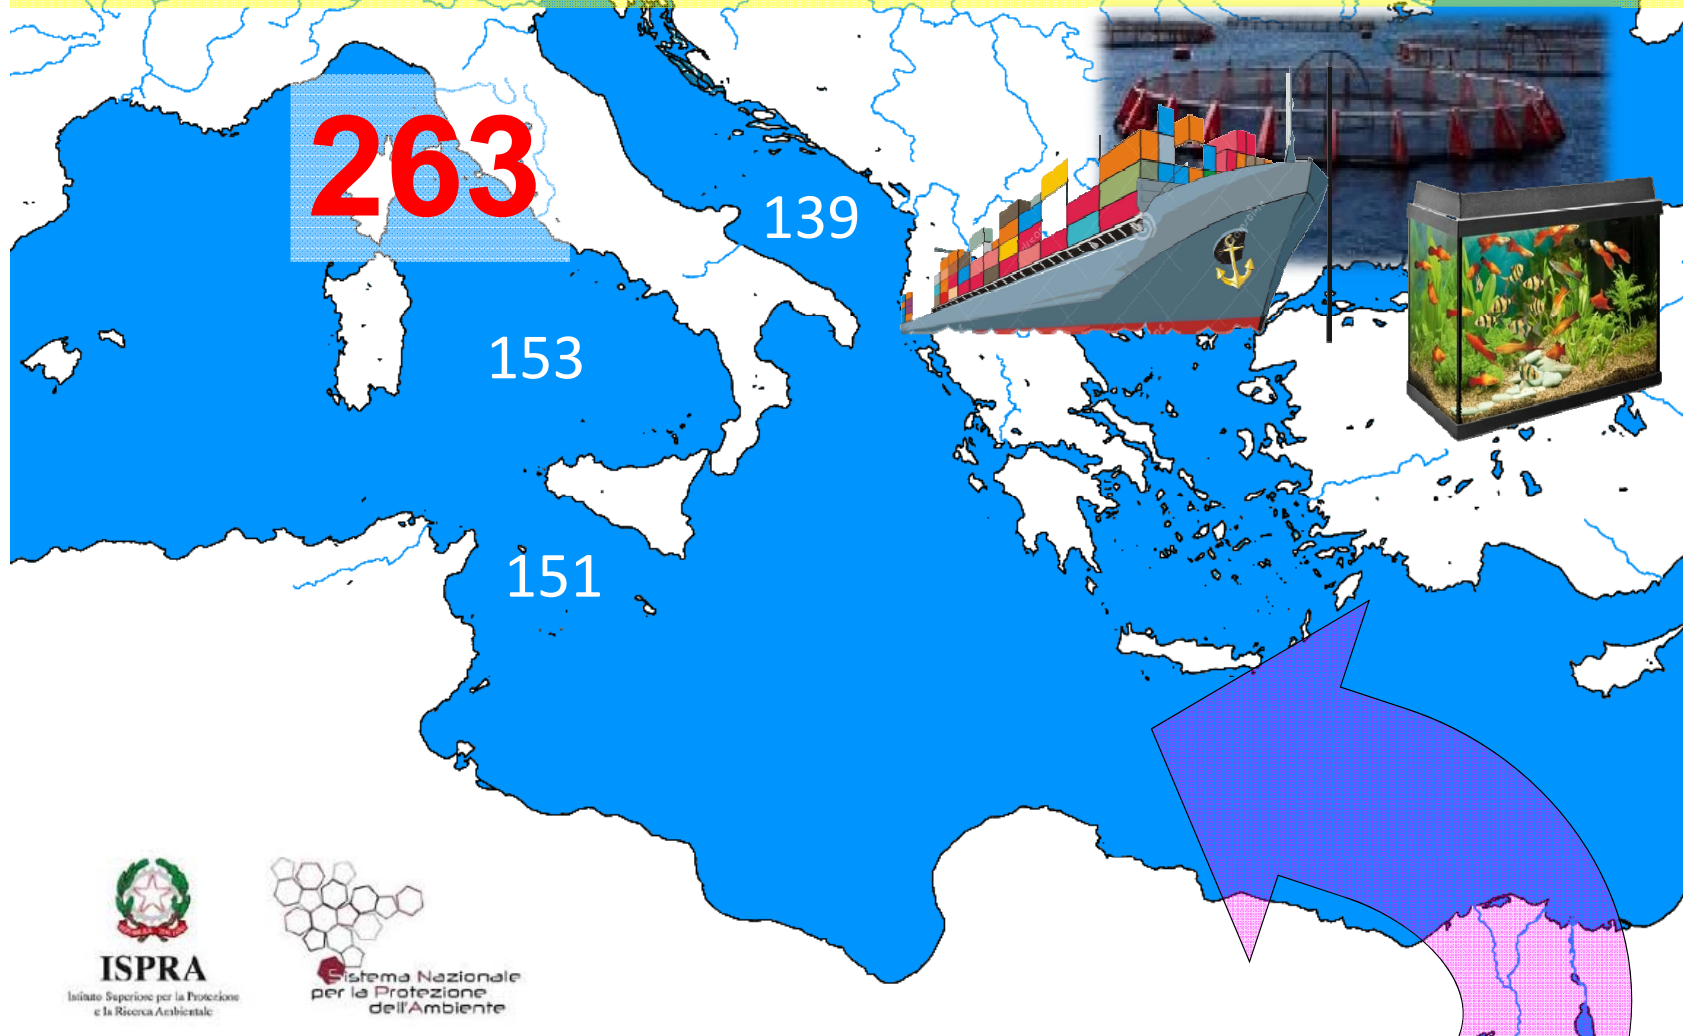 263
139
153
151
ISPRA
Istituto Superiore per la Protezione
e la Ricerca Ambientale
Sistema Nazionale
per la Protezione
dell'Ambiente